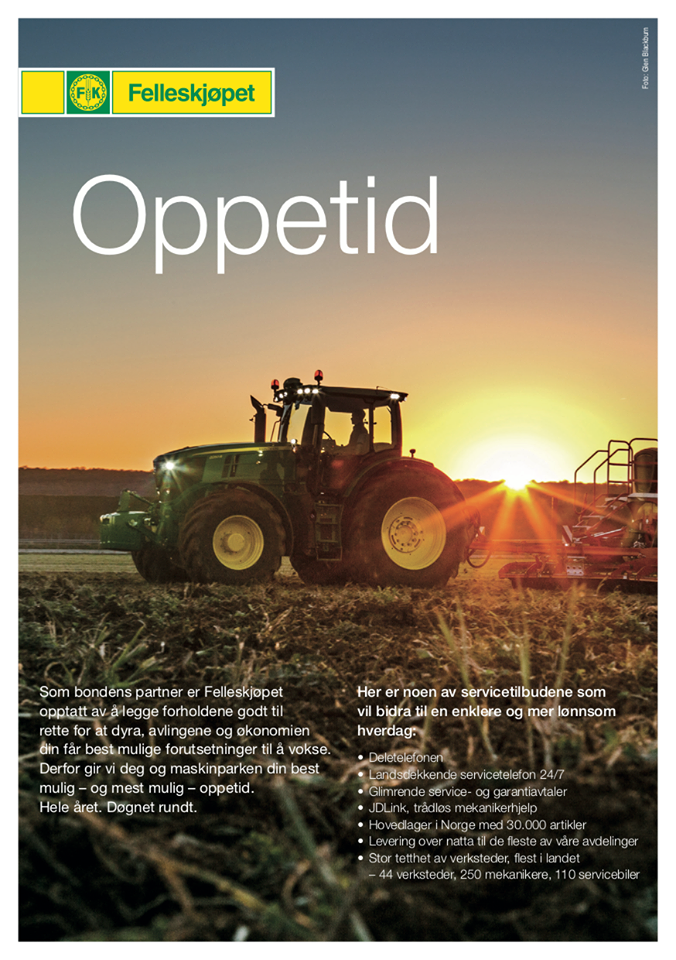 Foto: Glen Blackburn
FK
Felleskjøpet
Oppetid
Som bondens partner er Felleskjøpet
opptatt av å legge forholdene godt til
rette for at dyra, avlingene og økonomien
din får best mulige forutsetninger til å vokse.
Derfor gir vi deg og maskinparken din best
mulig – og mest mulig – oppetid.
Hele året. Døgnet rundt.
Her er noen av servicetilbudene som
vil bidra til en enklere og mer lønnsom
hverdag:
• Deletelefonen
• Landsdekkende servicetelefon 24/7
• Glimrende service- og garantiavtaler
• JDLink, trådløs mekanikerhjelp
• Hovedlager i Norge med 30.000 artikler
• Levering over natta til de fleste av våre avdelinger
• Stor tetthet av verksteder, flest i landet
– 44 verksteder, 250 mekanikere, 110 servicebiler